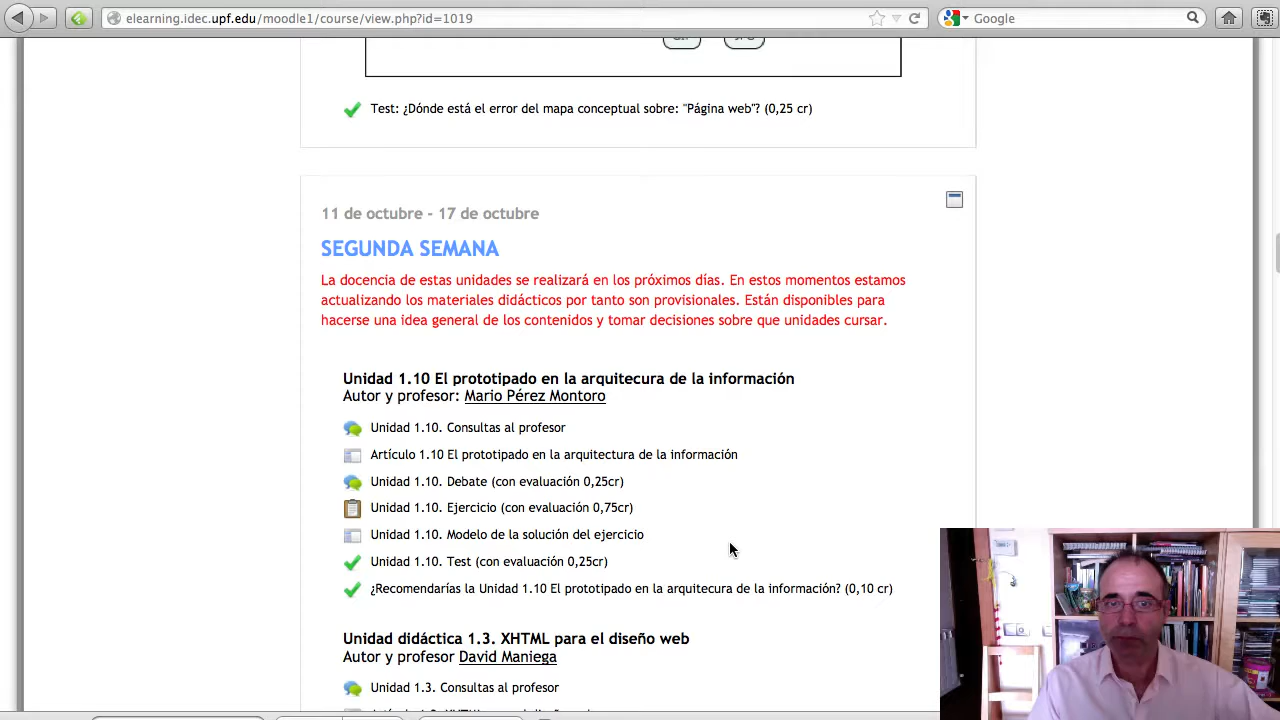 elearning.idec.upf.edu/moodle1/course/view.php?id=1019
Google
Test: ¿Dónde está el error del mapa conceptual sobre: "Página web"? (0,25 cr)
11 de octubre - 17 de octubre
SEGUNDA SEMANA
La docencia de estas unidades se realizará en los próximos días. En estos momentos estamos
actualizando los materiales didácticos por tanto son provisionales. Están disponibles para
hacerse una idea general de los contenidos y tomar decisiones sobre que unidades cursar.
Unidad 1.10 El prototipado en la arquitecura de la información
Autor y profesor: Mario Pérez Montoro
Unidad 1.10. Consultas al profesor
Artículo 1.10 El prototipado en la arquitectura de la información
Unidad 1.10. Debate (con evaluación 0,25cr)
Unidad 1.10. Ejercicio (con evaluación 0,75cr)
Unidad 1.10. Modelo de la solución del ejercicio
Unidad 1.10. Test (con evaluación 0,25cr)
¿Recomendarías la Unidad 1.10 El prototipado en la arquitecura de la información? (0,10 cr)
Unidad didáctica 1.3. XHTML para el diseño web
Autor y profesor David Maniega
Unidad 1.3. Consultas al profesor